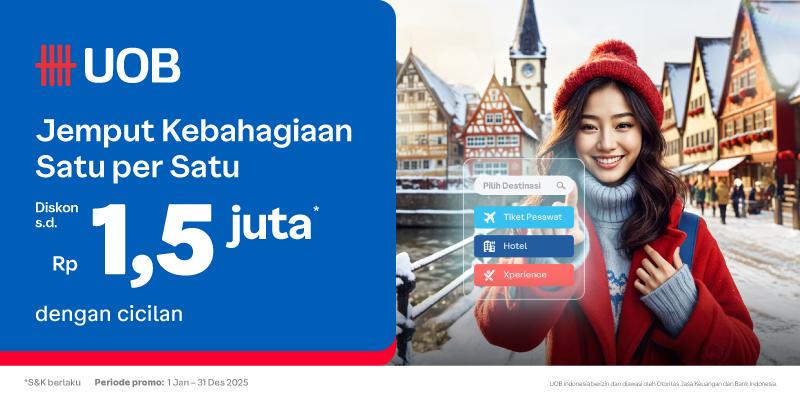 UOB
Jemput Kebahagiaan
Satu per Satu
Diskon
s.d.
Rp 1,5 juta*
dengan cicilan
Pilih Destinasi
Tiket Pesawat
Hotel
Xperience
*S&K berlaku Periode promo: 1 Jan – 31 Des 2025
UOB Indonesia berizin dan diawasi oleh Otoritas Jasa Keuangan dan Bank Indonesia.